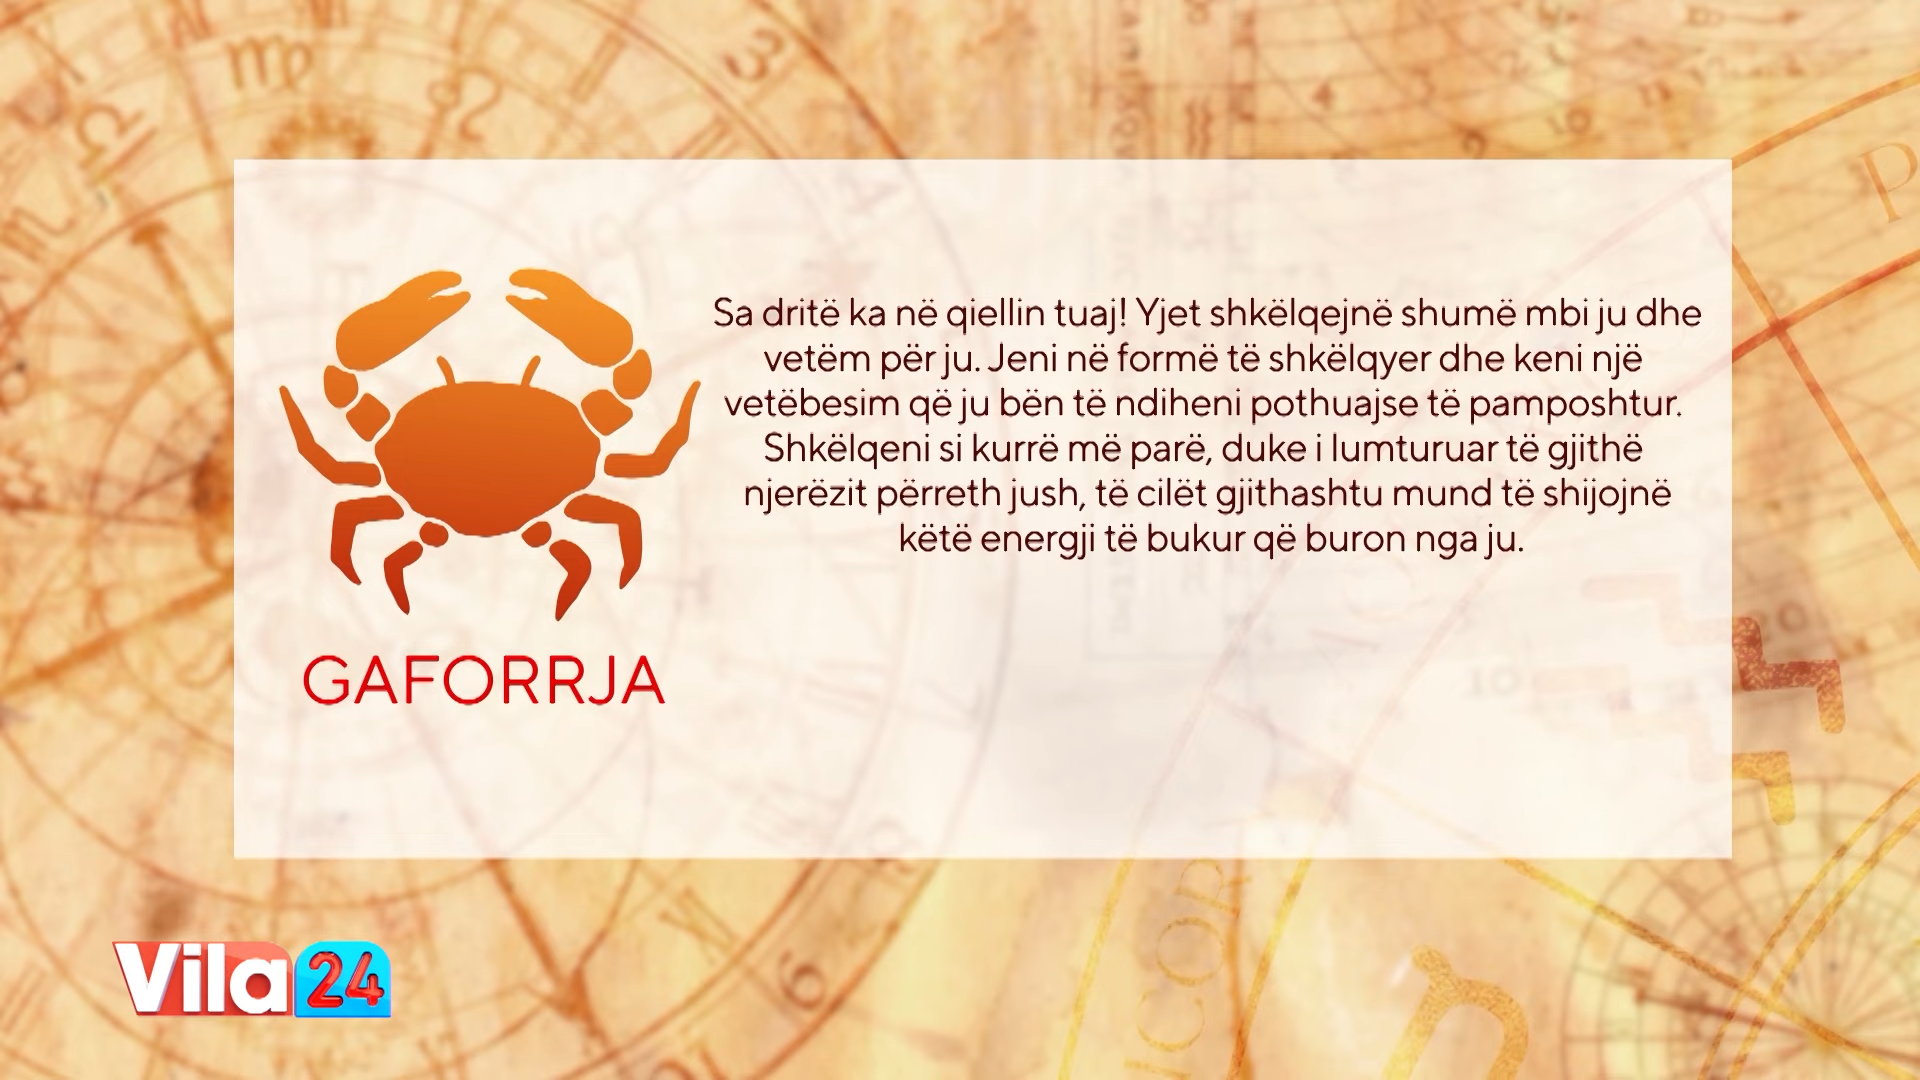 Sa dritë ka në qiellin tuaj! Yjet shkëlqejnë shumë mbi ju dhe
vetëm për ju. Jeni në formë të shkëlqyer dhe keni një
vetëbesim që ju bën të ndiheni pothuajse të pamposhtur.
Shkëlqeni si kurrë më parë, duke i lumturuar të gjithë
njerëzit përreth jush, të cilët gjithashtu mund të shijojnë
këtë energji të bukur që buron nga ju.
GAFORRJA
Vila 24